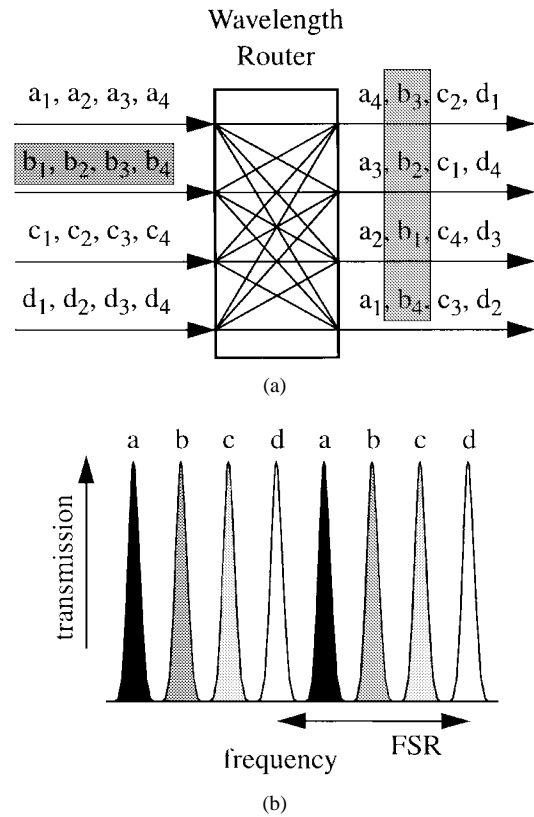 Wavelength
Router
a₁, a₂, a₃, a₄
a₄, b₃, c₂, d₁
b₁, b₂, b₃, b₄
a₃, b₂, c₁, d₄
c₁, c₂, c₃, c₄
a₂, b₁, c₄, d₃
d₁, d₂, d₃, d₄
a₁, b₄, c₃, d₂
(a)
a b c d a b c d
transmission
FSR
frequency
(b)